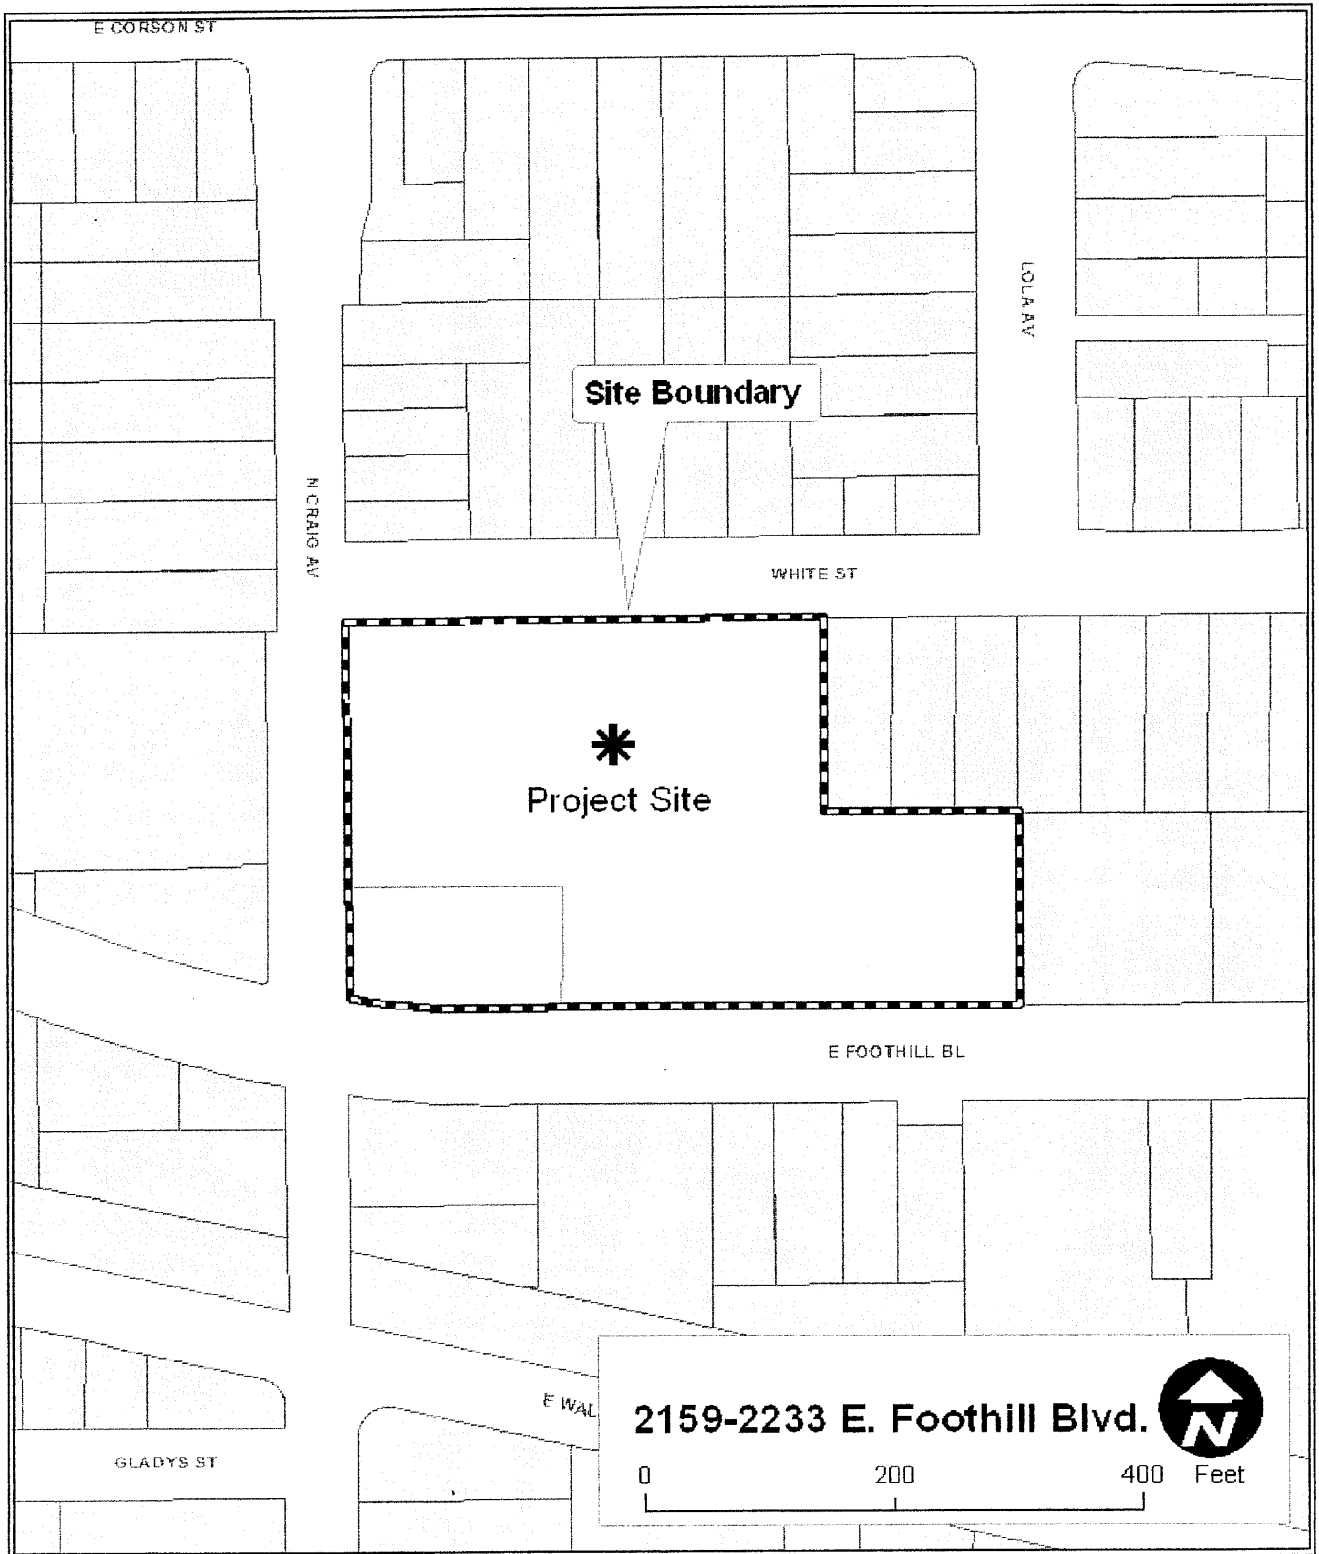 E CORSON ST
LOLA AV
Site Boundary
N CRAIG AV
WHITE ST
Project Site
E FOOTHILL BL
E WAL
2159-2233 E. Foothill Blvd.
N
GLADYS ST
0 200 400 Feet